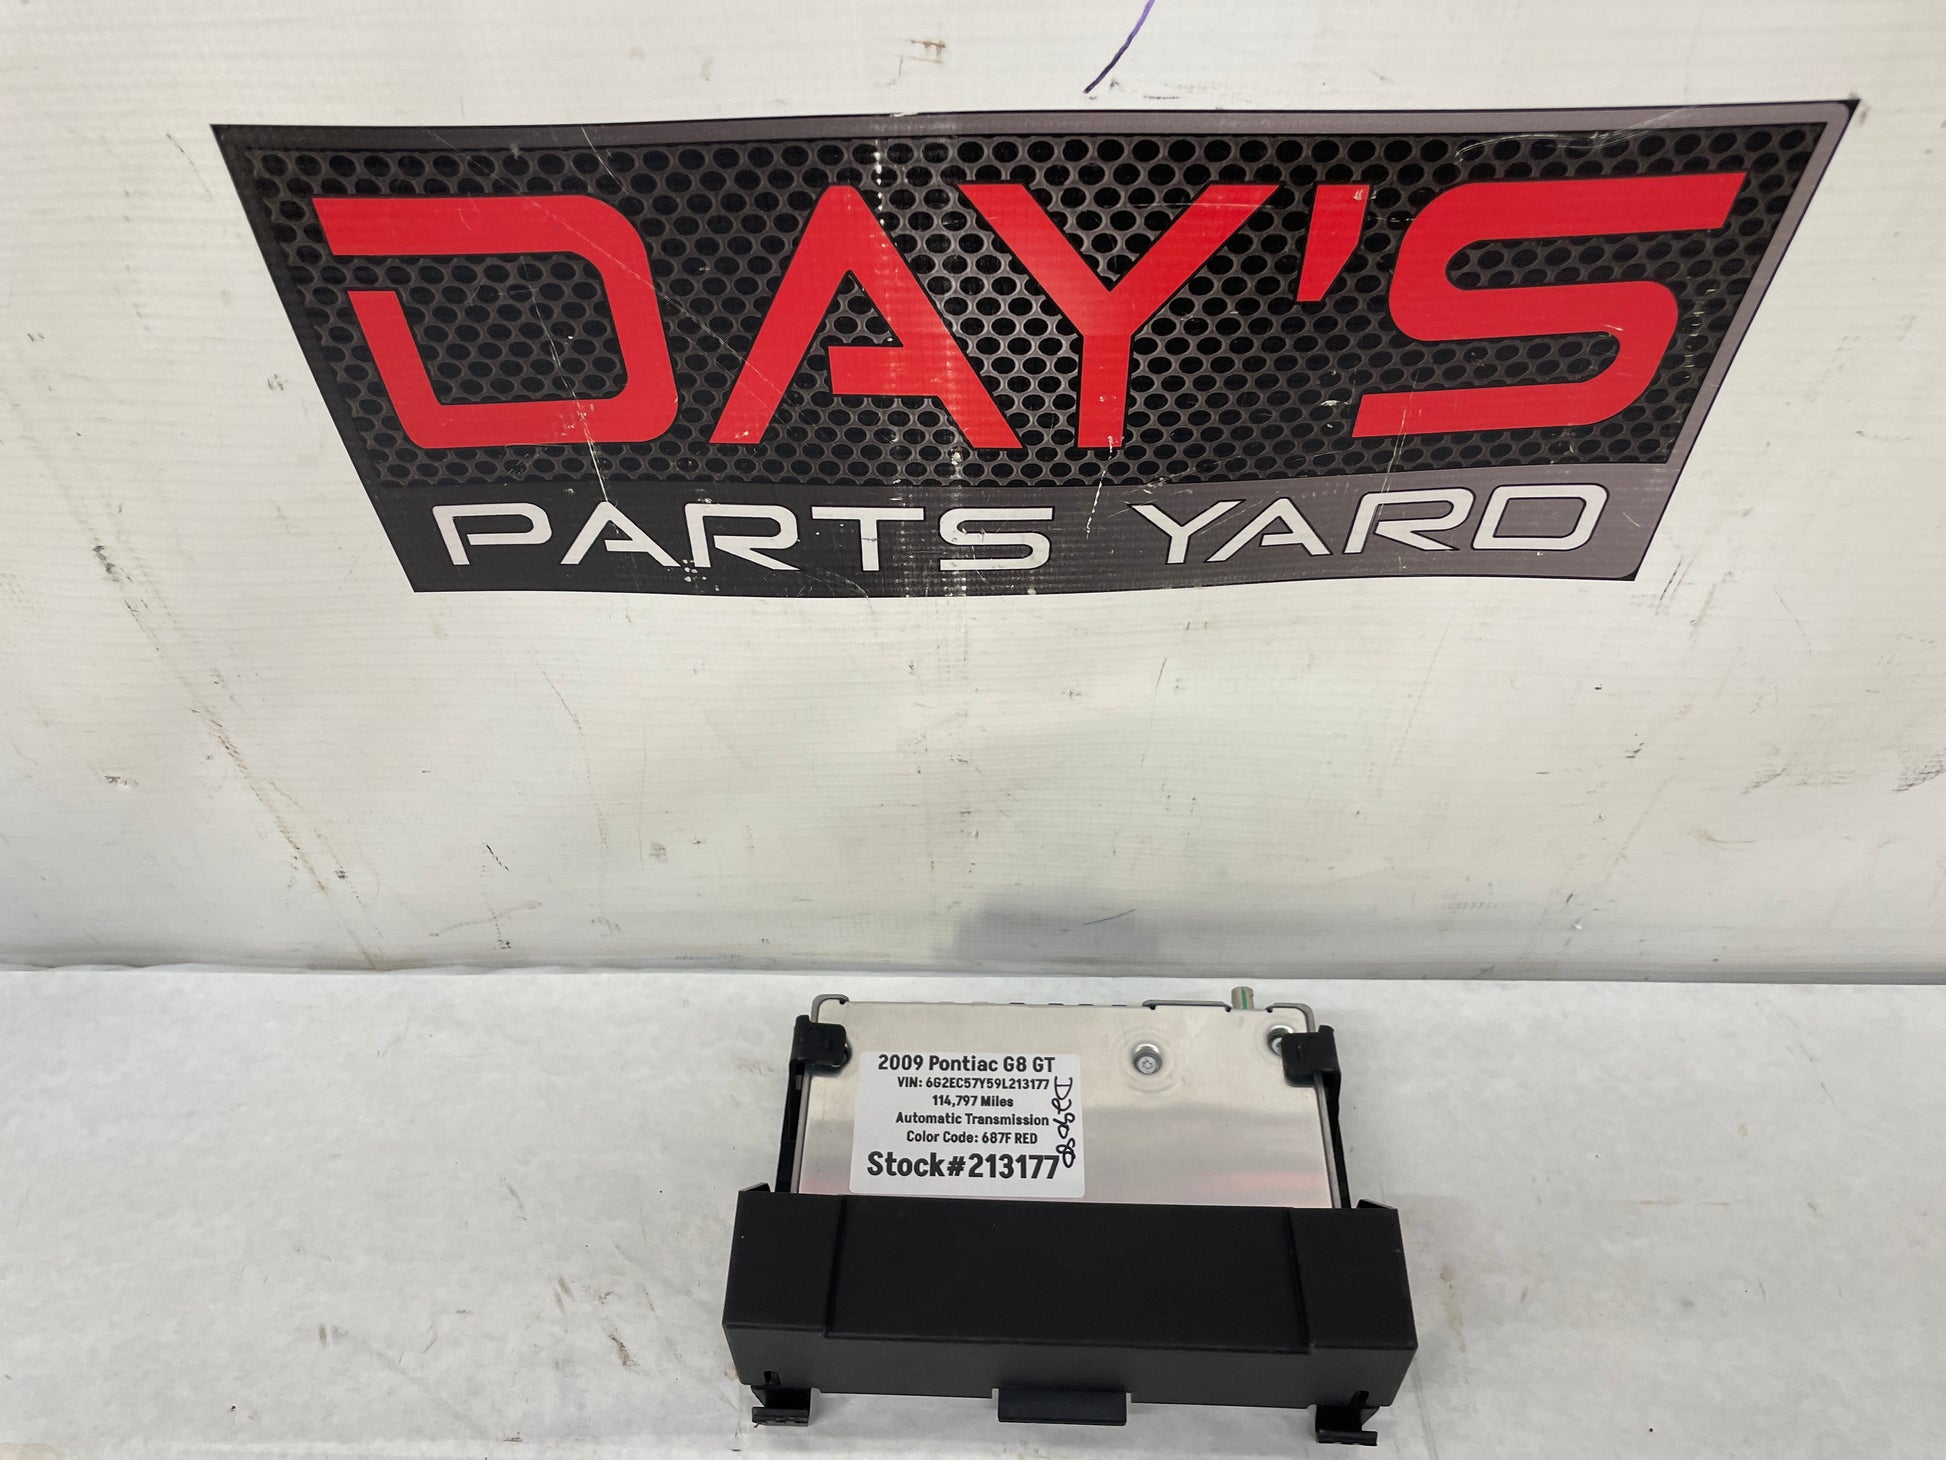 DAY'S
PARTS YARD
2009 Pontiac G8 GT
VIN: 6G2EC57Y59L213177
114,797 Miles
Automatic Transmission
Color Code: 687F RED
Stock#213177